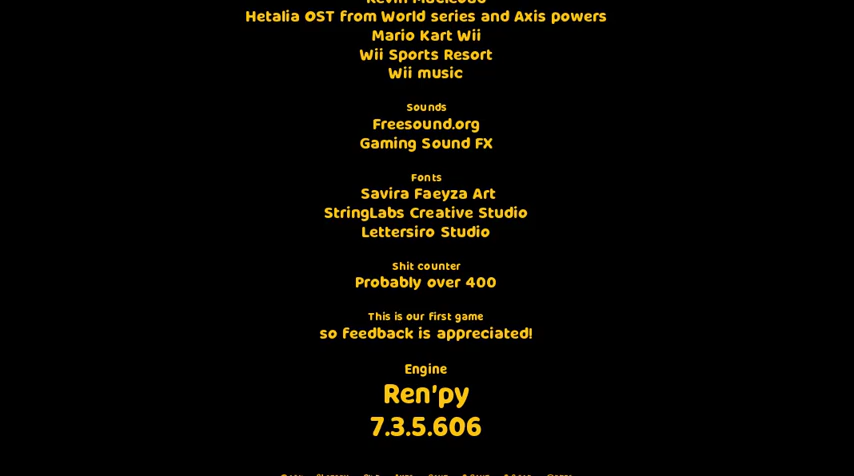 Kevin MacLeod
Hetalia OST from World series and Axis powers
Mario Kart Wii
Wii Sports Resort
Wii music
Sounds
Freesound.org
Gaming Sound FX
Fonts
Savira Faeyza Art
StringLabs Creative Studio
Lettersiro Studio
Shit counter
Probably over 400
This is our first game
so feedback is appreciated!
Engine
Ren'py
7.3.5.606